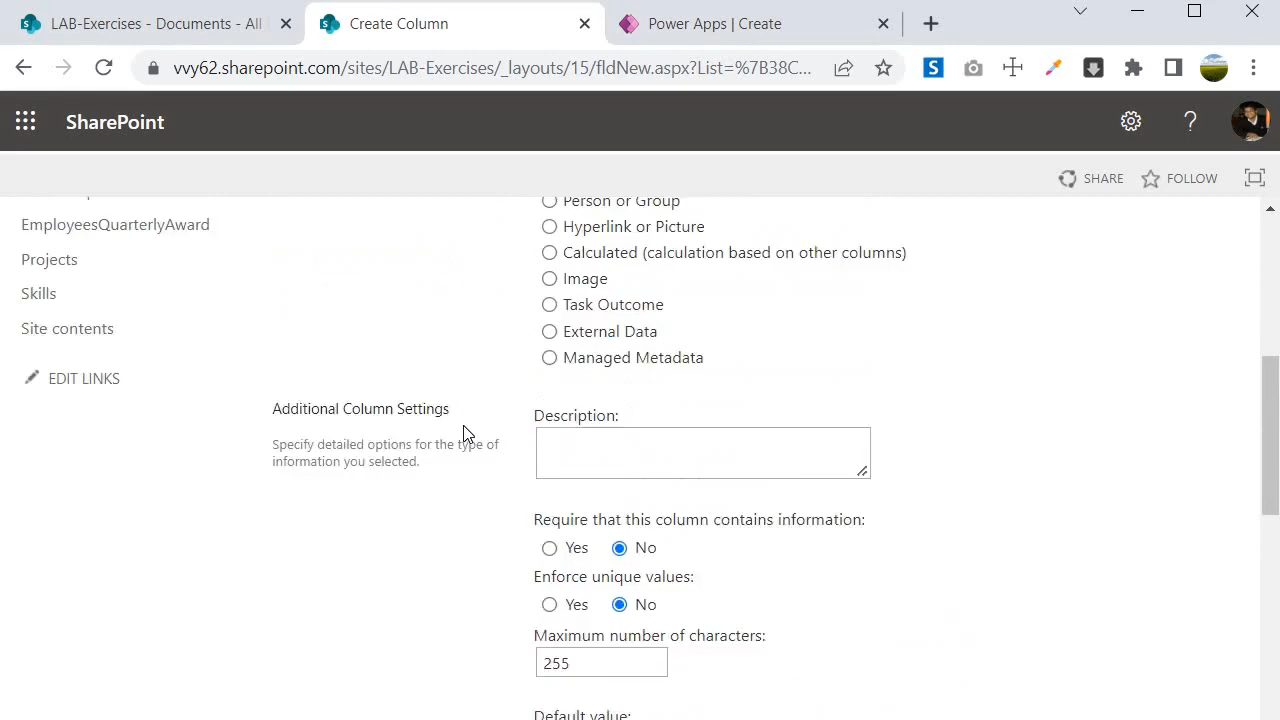 LAB-Exercises - Documents - All
Create Column
Power Apps | Create
vvy62.sharepoint.com/sites/LAB-Exercises/_layouts/15/fldNew.aspx?List=%7B38C...
SharePoint
SHARE
FOLLOW
EmployeesQuarterlyAward
Projects
Skills
Site contents
EDIT LINKS
Person or Group
Hyperlink or Picture
Calculated (calculation based on other columns)
Image
Task Outcome
External Data
Managed Metadata
Additional Column Settings
Specify detailed options for the type of
information you selected.
Description:
Require that this column contains information:
Yes No
Enforce unique values:
Yes No
Maximum number of characters:
255
Default value: